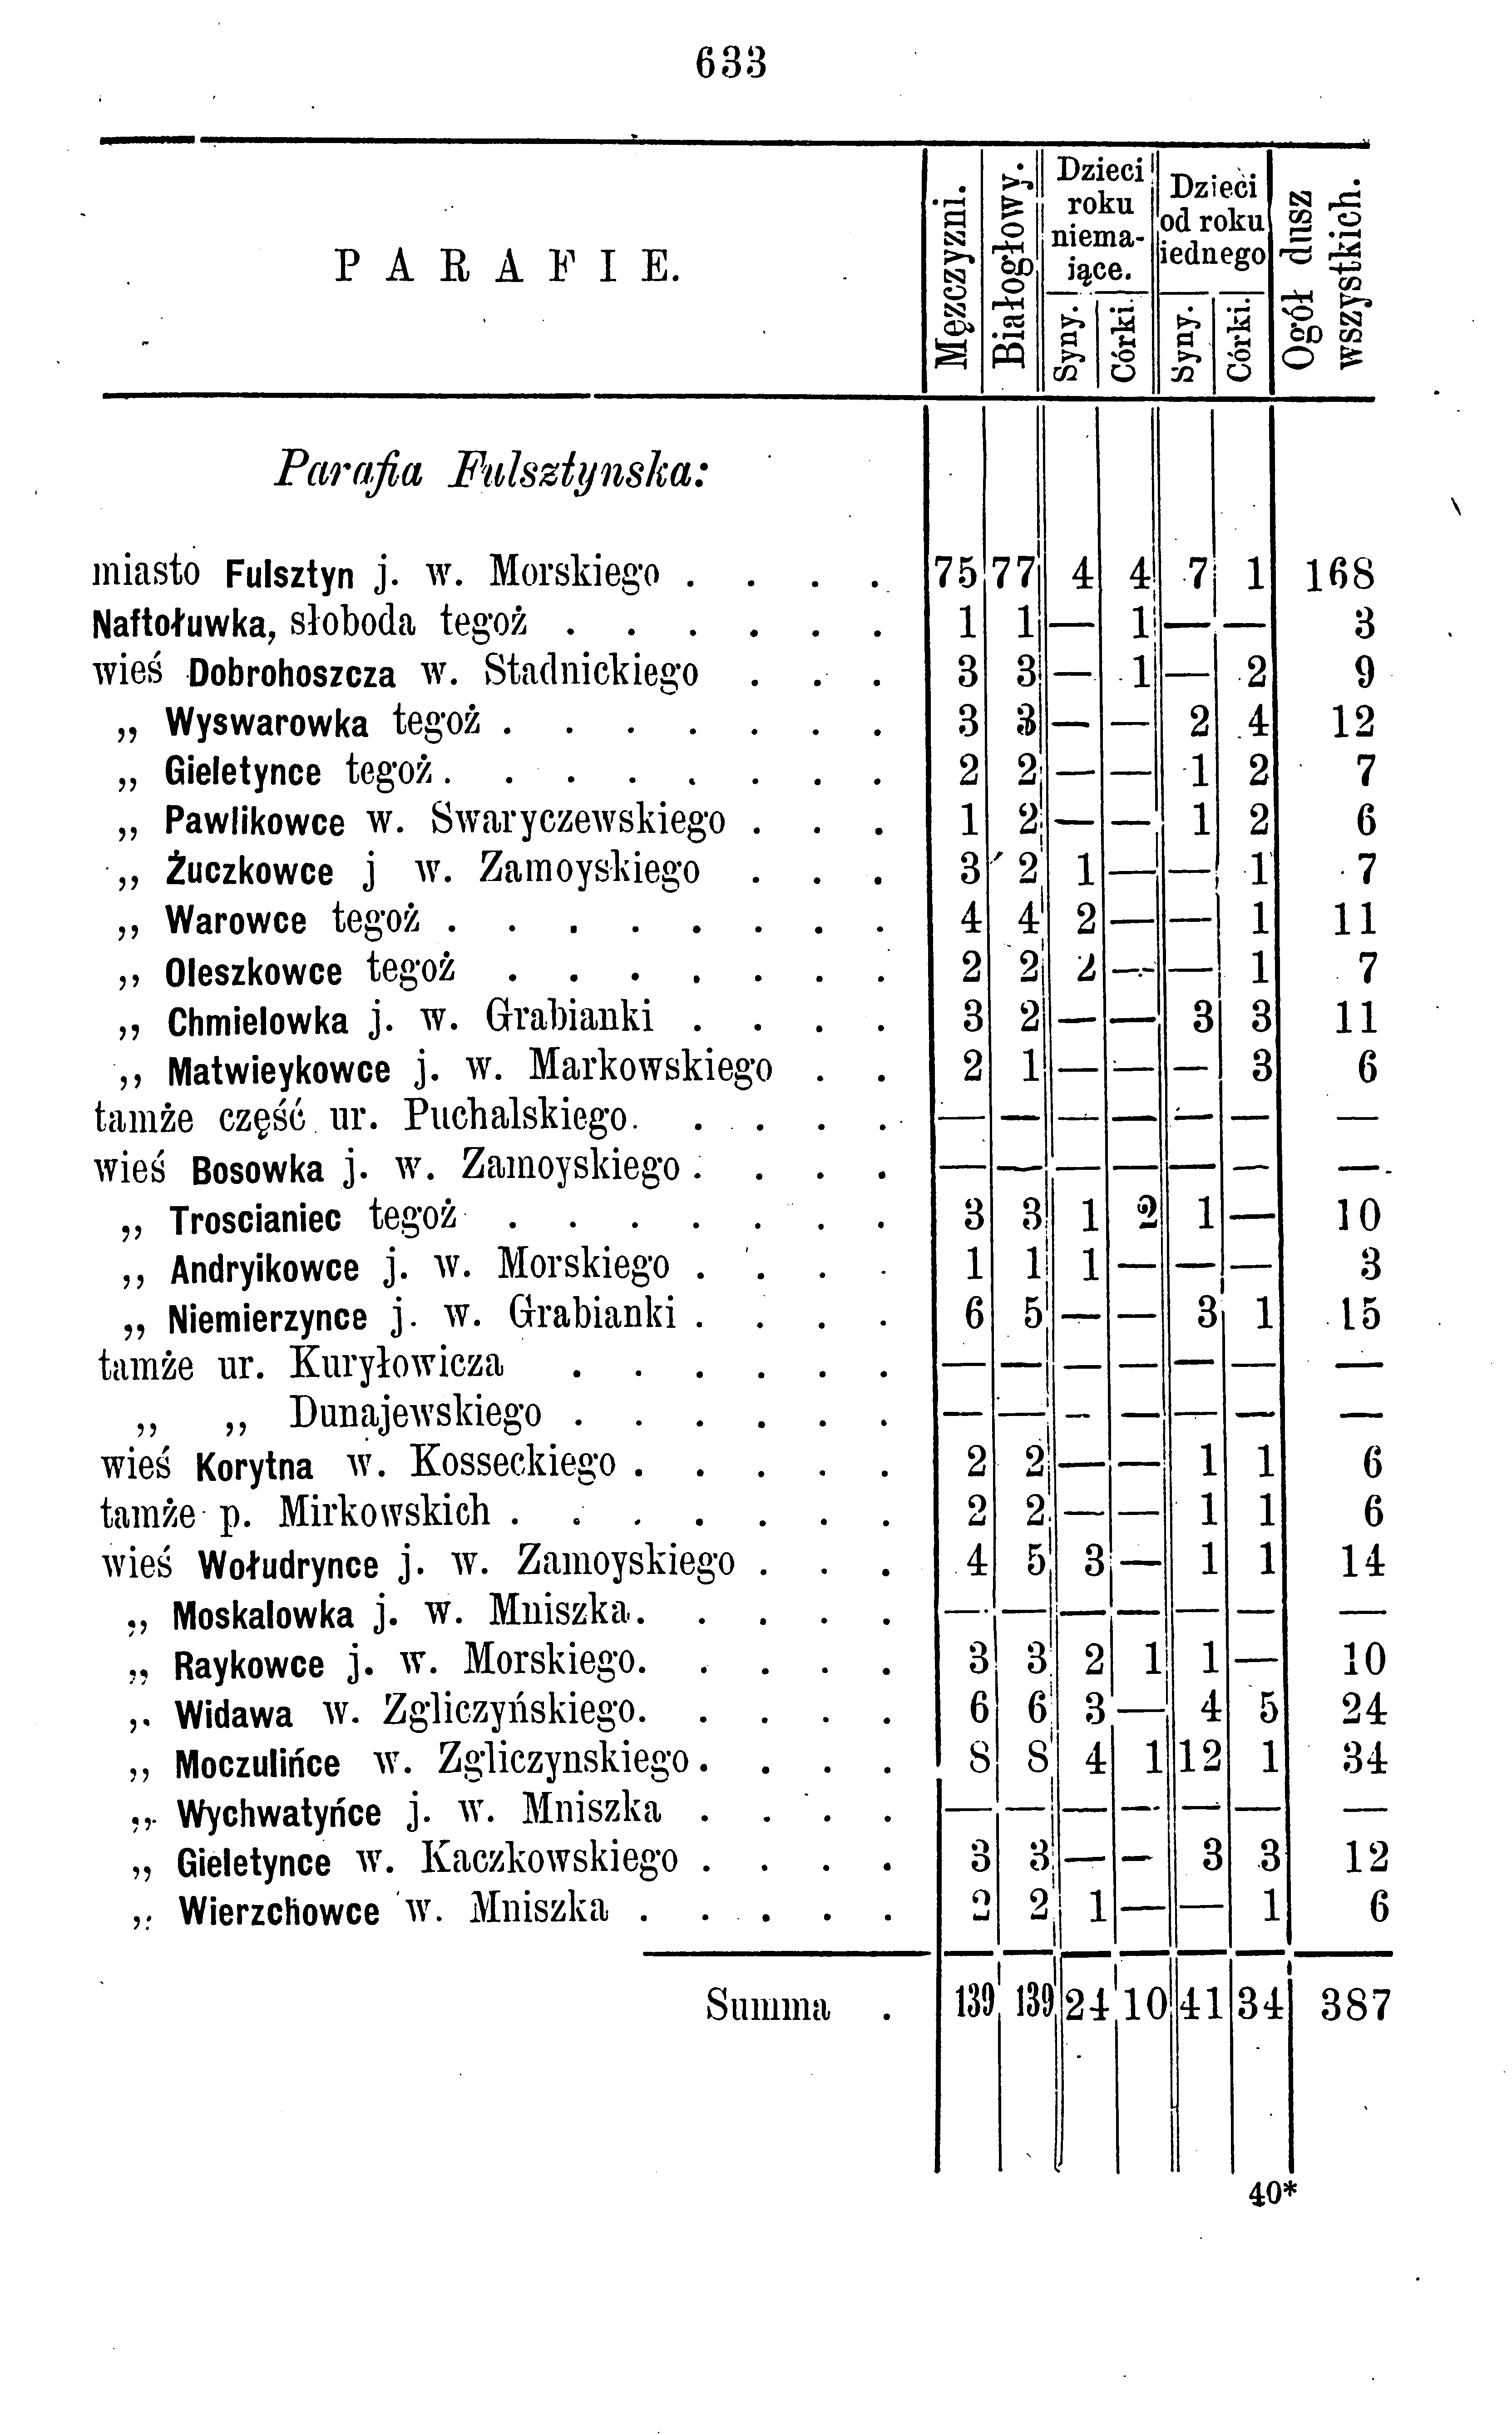 633
PARAFIE.
Mężczyzni.
Białogłowy.
Dzieci
roku
niema-
iące.
Syny.
Córki.
Dzieci
od roku
iednego
Syny.
Córki.
Ogół dusz
wszystkich.
Parafia Fulsztynska:
miasto Fulsztyn j. w. Morskiego . . . . 75 77 4 4 7 1 168
Naftołuwka, słoboda tegoż . . . . . . 1 1 — 1 — — 3
wieś Dobrohoszcza w. Stadnickiego . . . 3 3 — 1 — 2 9
„ Wyswarowka tegoż . . . . . . . 3 3 — — 2 4 12
„ Gieletynce tegoż . . . . . . . . 2 2 — — 1 2 7
„ Pawlikowce w. Swaryczewskiego . . . 1 2 — — 1 2 6
„ Żuczkowce j w. Zamoyskiego . . . 3 2 1 — — 1 7
„ Warowce tegoż . . . . . . . . 4 4 2 — — 1 11
„ Oleszkowce tegoż . . . . . . . 2 2 2 — — 1 7
„ Chmielowka j. w. Grabianki . . . . 3 2 — — 3 3 11
„ Matwieykowce j. w. Markowskiego . . 2 1 — — — 3 6
tamże część ur. Puchalskiego. . . . . — — — — — — —
wieś Bosowka j. w. Zamoyskiego . . . . — — — — — — —
„ Troscianiec tegoż . . . . . . . 3 3 1 2 1 — 10
„ Andryikowce j. w. Morskiego . . . . 1 1 1 — — — 3
„ Niemierzynce j. w. Grabianki . . . . 6 5 — — 3 1 15
tamże ur. Kuryłowicza . . . . . . — — — — — — —
„ „ Dunajewskiego . . . . . . — — — — — — —
wieś Korytna w. Kosseckiego . . . . . 2 2 — — 1 1 6
tamże p. Mirkowskich . . . . . . . 2 2 — — 1 1 6
wieś Wołudrynce j. w. Zamoyskiego . . . 4 5 3 — 1 1 14
„ Moskalowka j. w. Mniszka . . . . . — — — — — — —
„ Raykowce j. w. Morskiego. . . . . 3 3 2 1 1 — 10
„ Widawa w. Zgliczyńskiego. . . . . 6 6 3 — 4 5 24
„ Moczulińce w. Zgliczynskiego . . . . 8 8 4 1 12 1 34
„ Wychwatyńce j. w. Mniszka . . . . — — — — — — —
„ Gieletynce w. Kaczkowskiego . . . . 3 3 — — 3 3 12
„ Wierzchowce w. Mniszka . . . . . 2 2 1 — — 1 6
Summa . 139 139 24 10 41 34 387
40*